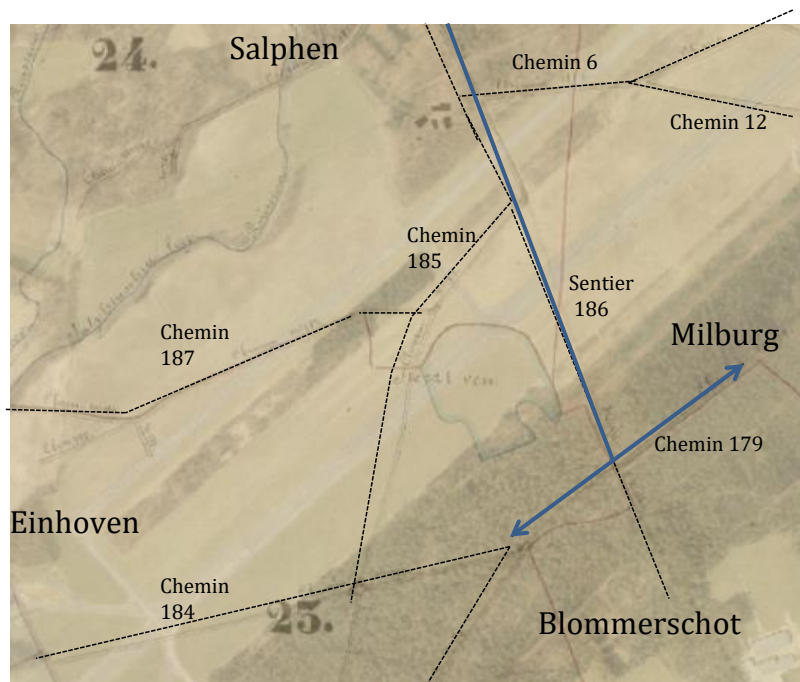 24.
Salphen
Chemin 6
Chemin 12
Chemin
185
Sentier
186
Chemin
187
Milburg
Chemin 179
Einhoven
Chemin
184
25.
Blommerschot